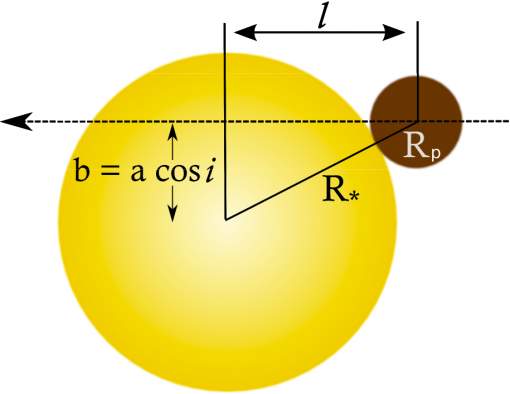 l
b = a cos i
R*
Rp